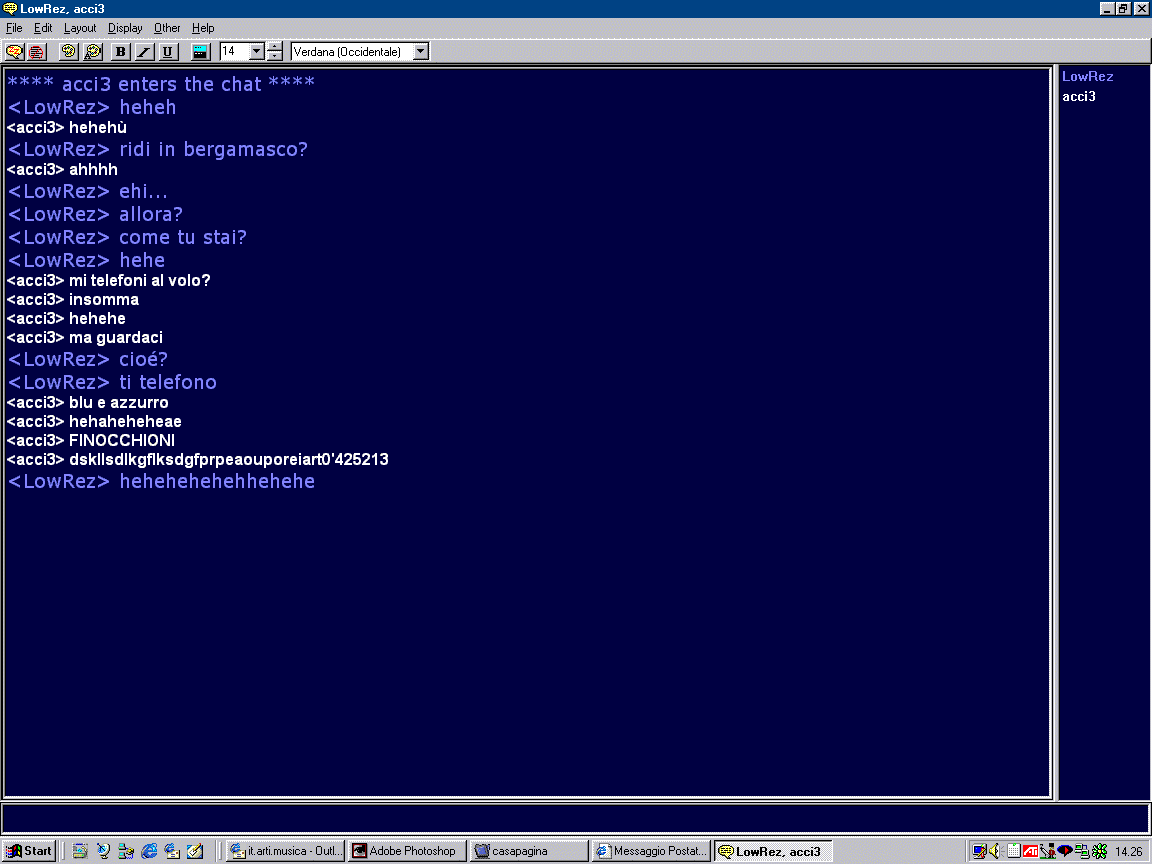 LowRez, acci3
File Edit Layout Display Other Help
B I U 14 Verdana (Occidentale)
**** acci3 enters the chat ****
<LowRez> heheh
<acci3> hehehù
<LowRez> ridi in bergamasco?
<acci3> ahhhh
<LowRez> ehi...
<LowRez> allora?
<LowRez> come tu stai?
<LowRez> hehe
<acci3> mi telefoni al volo?
<acci3> insomma
<acci3> hehehe
<acci3> ma guardaci
<LowRez> cioé?
<LowRez> ti telefono
<acci3> blu e azzurro
<acci3> hehaheheheae
<acci3> FINOCCHIONI
<acci3> dskllsdlkgflksdgfprpeaouporeiart0'425213
<LowRez> hehehehehehhehehe
LowRez
acci3
Start it.arti.musica - Outl... Adobe Photoshop casapagina Messaggio Postat... LowRez, acci3 ATI 14.26